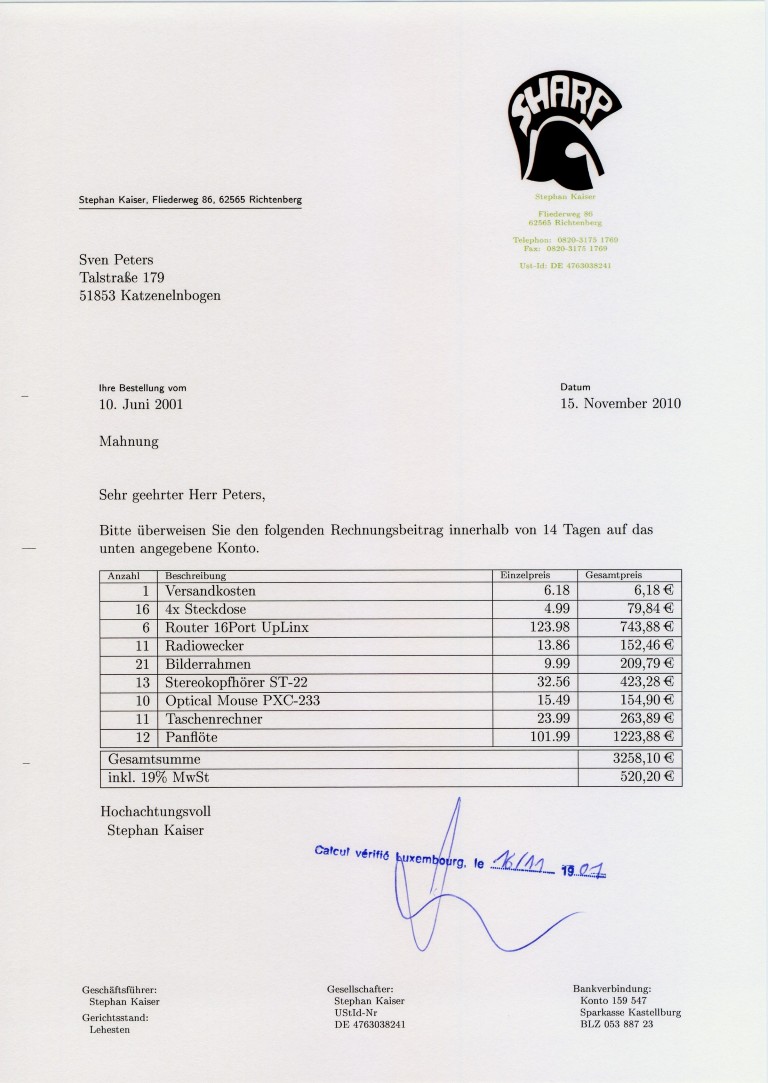 SHARP
Stephan Kaiser
Fliederweg 86
62565 Richtenberg
Telephon: 0820-3175 1760
Fax: 0820-3175 1769
Ust-Id: DE 4763038241
Stephan Kaiser, Fliederweg 86, 62565 Richtenberg
Sven Peters
Talstraße 179
51853 Katzenelnbogen
Ihre Bestellung vom Datum
10. Juni 2001 15. November 2010
Mahnung
Sehr geehrter Herr Peters,
Bitte überweisen Sie den folgenden Rechnungsbeitrag innerhalb von 14 Tagen auf das
unten angegebene Konto.
Anzahl Beschreibung Einzelpreis Gesamtpreis
1 Versandkosten 6.18 6,18 €
16 4x Steckdose 4.99 79,84 €
6 Router 16Port UpLinx 123.98 743,88 €
11 Radiowecker 13.86 152,46 €
21 Bilderrahmen 9.99 209,79 €
13 Stereokopfhörer ST-22 32.56 423,28 €
10 Optical Mouse PXC-233 15.49 154,90 €
11 Taschenrechner 23.99 263,89 €
12 Panflöte 101.99 1223,88 €
Gesamtsumme 3258,10 €
inkl. 19% MwSt 520,20 €
Hochachtungsvoll
Stephan Kaiser
Calcul vérifié Luxembourg, le 16/11 1901
Geschäftsführer: Gesellschafter: Bankverbindung:
Stephan Kaiser Stephan Kaiser Konto 159 547
Gerichtsstand: UStId-Nr Sparkasse Kastellburg
Lehesten DE 4763038241 BLZ 053 887 23